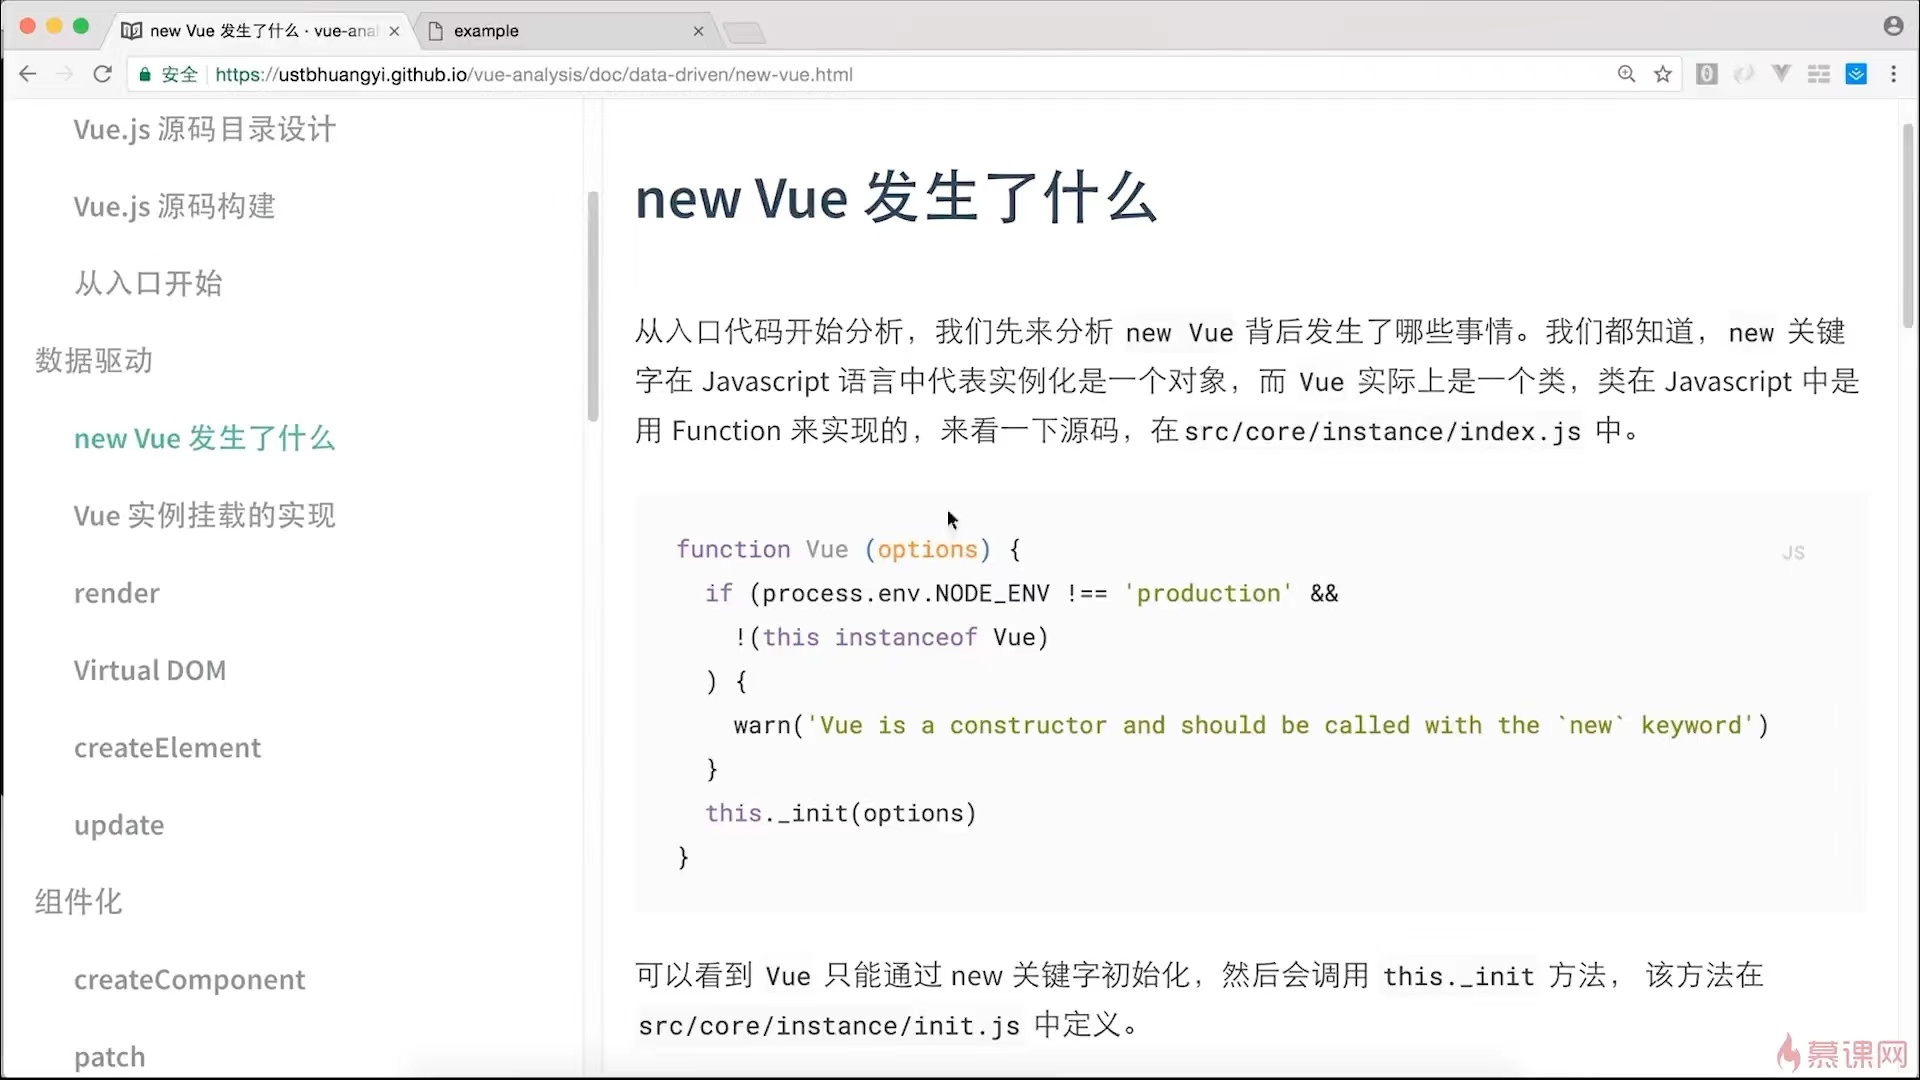 new Vue 发生了什么 · vue-anal
example
安全
https://ustbhuangyi.github.io/vue-analysis/doc/data-driven/new-vue.html
Vue.js 源码目录设计
Vue.js 源码构建
从入口开始
数据驱动
new Vue 发生了什么
Vue 实例挂载的实现
render
Virtual DOM
createElement
update
组件化
createComponent
patch
new Vue 发生了什么
从入口代码开始分析，我们先来分析 new Vue 背后发生了哪些事情。我们都知道，new 关键
字在 Javascript 语言中代表实例化是一个对象，而 Vue 实际上是一个类，类在 Javascript 中是
用 Function 来实现的，来看一下源码，在src/core/instance/index.js 中。
JS
function Vue (options) {
if (process.env.NODE_ENV !== 'production' &&
!(this instanceof Vue)
) {
warn('Vue is a constructor and should be called with the `new` keyword')
}
this._init(options)
}
可以看到 Vue 只能通过 new 关键字初始化，然后会调用 this._init 方法， 该方法在
src/core/instance/init.js 中定义。
慕课网